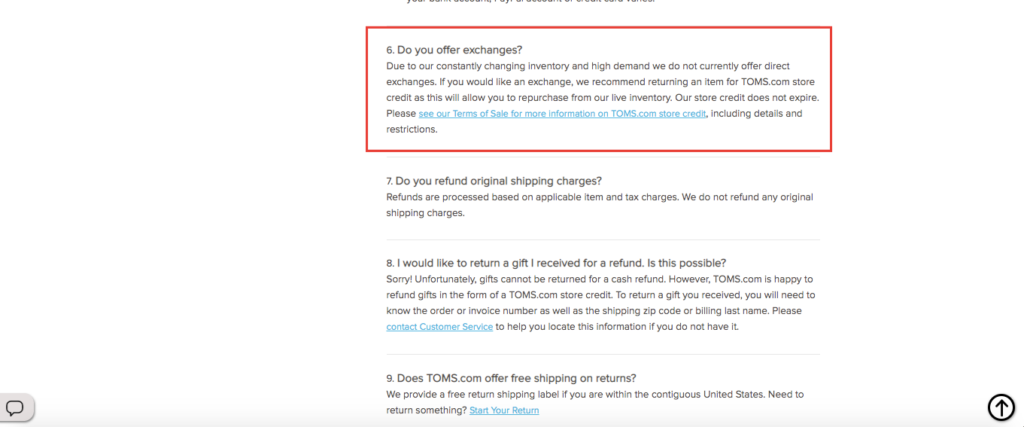 your bank account, PayPal account or credit card varies.
6. Do you offer exchanges?
Due to our constantly changing inventory and high demand we do not currently offer direct
exchanges. If you would like an exchange, we recommend returning an item for TOMS.com store
credit as this will allow you to repurchase from our live inventory. Our store credit does not expire.
Please see our Terms of Sale for more information on TOMS.com store credit, including details and
restrictions.
7. Do you refund original shipping charges?
Refunds are processed based on applicable item and tax charges. We do not refund any original
shipping charges.
8. I would like to return a gift I received for a refund. Is this possible?
Sorry! Unfortunately, gifts cannot be returned for a cash refund. However, TOMS.com is happy to
refund gifts in the form of a TOMS.com store credit. To return a gift you received, you will need to
know the order or invoice number as well as the shipping zip code or billing last name. Please
contact Customer Service to help you locate this information if you do not have it.
9. Does TOMS.com offer free shipping on returns?
We provide a free return shipping label if you are within the contiguous United States. Need to
return something? Start Your Return